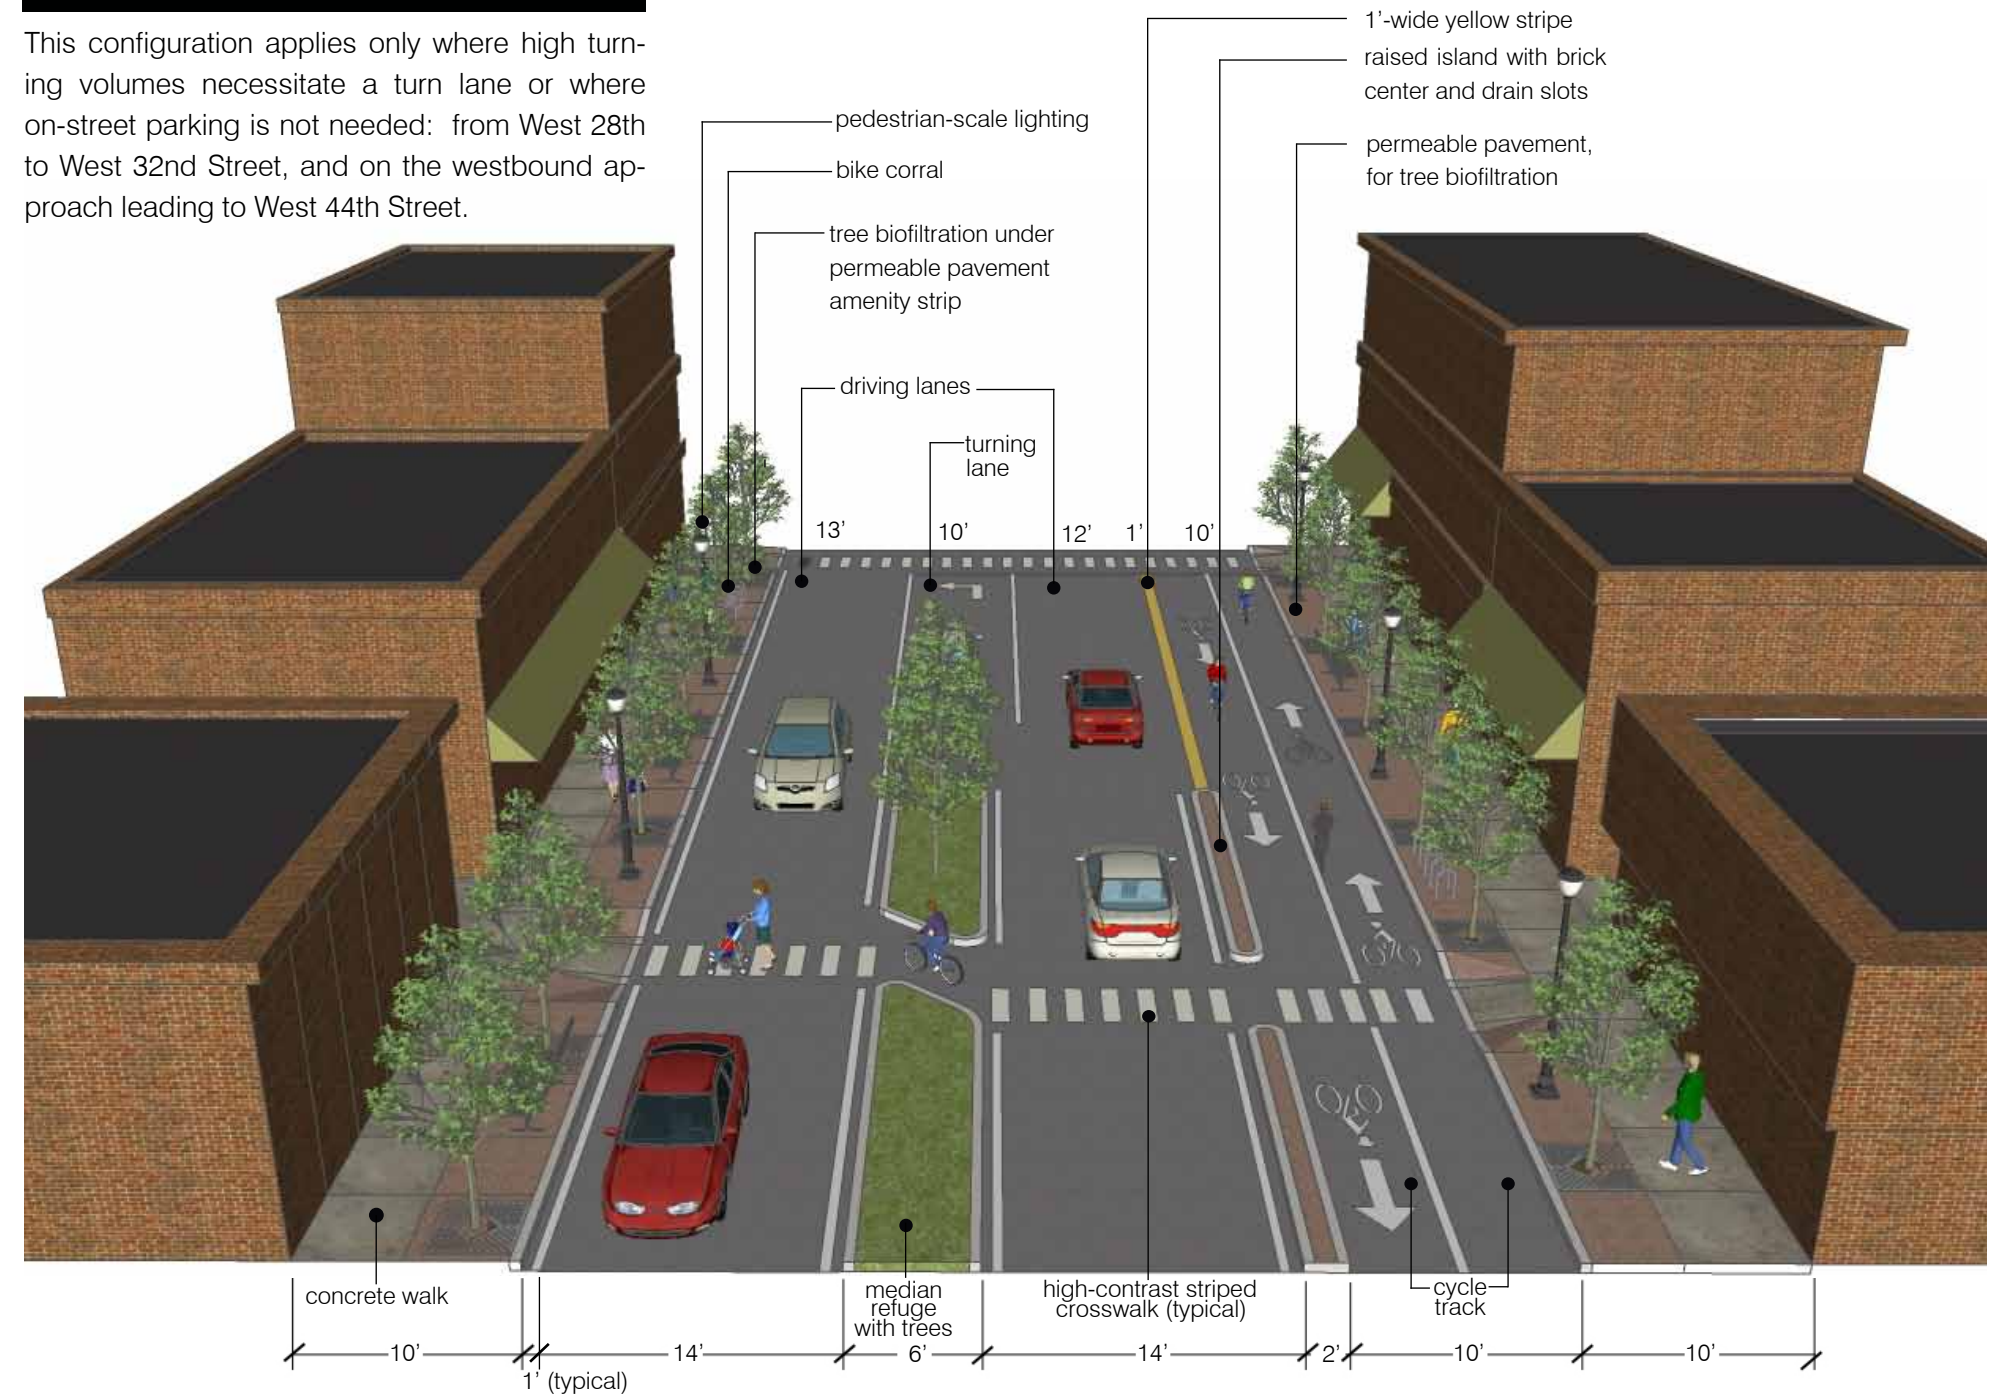 This configuration applies only where high turn-
ing volumes necessitate a turn lane or where
on-street parking is not needed:  from West 28th
to West 32nd Street, and on the westbound ap-
proach leading to West 44th Street.
1’-wide yellow stripe
raised island with brick
center and drain slots
permeable pavement,
for tree biofiltration
pedestrian-scale lighting
bike corral
tree biofiltration under
permeable pavement
amenity strip
driving lanes
turning
lane
13’
10’
12’
1’
10’
concrete walk
median
refuge
with trees
high-contrast striped
crosswalk (typical)
cycle
track
10’
1’ (typical)
14’
6’
14’
2’
10’
10’